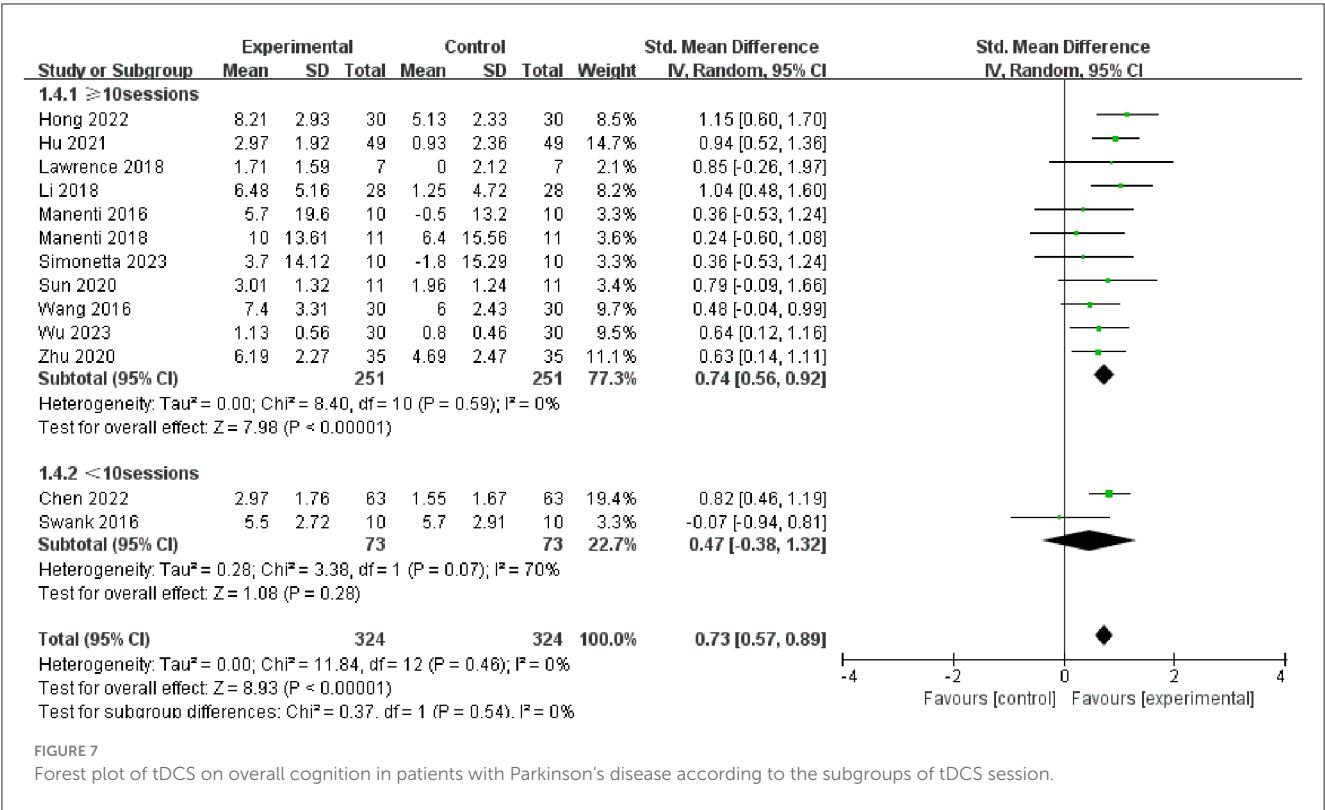 Experimental Control Std. Mean Difference Std. Mean Difference
Study or Subgroup Mean SD Total Mean SD Total Weight IV, Random, 95% CI IV, Random, 95% CI
1.4.1 ≥10sessions
Hong 2022 8.21 2.93 30 5.13 2.33 30 8.5% 1.15 [0.60, 1.70]
Hu 2021 2.97 1.92 49 0.93 2.36 49 14.7% 0.94 [0.52, 1.36]
Lawrence 2018 1.71 1.59 7 0 2.12 7 2.1% 0.85 [-0.26, 1.97]
Li 2018 6.48 5.16 28 1.25 4.72 28 8.2% 1.04 [0.48, 1.60]
Manenti 2016 5.7 19.6 10 -0.5 13.2 10 3.3% 0.36 [-0.53, 1.24]
Manenti 2018 10 13.61 11 6.4 15.56 11 3.6% 0.24 [-0.60, 1.08]
Simonetta 2023 3.7 14.12 10 -1.8 15.29 10 3.3% 0.36 [-0.53, 1.24]
Sun 2020 3.01 1.32 11 1.96 1.24 11 3.4% 0.79 [-0.09, 1.66]
Wang 2016 7.4 3.31 30 6 2.43 30 9.7% 0.48 [-0.04, 0.99]
Wu 2023 1.13 0.56 30 0.8 0.46 30 9.5% 0.64 [0.12, 1.16]
Zhu 2020 6.19 2.27 35 4.69 2.47 35 11.1% 0.63 [0.14, 1.11]
Subtotal (95% CI) 251 251 77.3% 0.74 [0.56, 0.92]
Heterogeneity: Tau² = 0.00; Chi² = 8.40, df = 10 (P = 0.59); I² = 0%
Test for overall effect: Z = 7.98 (P < 0.00001)
1.4.2 <10sessions
Chen 2022 2.97 1.76 63 1.55 1.67 63 19.4% 0.82 [0.46, 1.19]
Swank 2016 5.5 2.72 10 5.7 2.91 10 3.3% -0.07 [-0.94, 0.81]
Subtotal (95% CI) 73 73 22.7% 0.47 [-0.38, 1.32]
Heterogeneity: Tau² = 0.28; Chi² = 3.38, df = 1 (P = 0.07); I² = 70%
Test for overall effect: Z = 1.08 (P = 0.28)
Total (95% CI) 324 324 100.0% 0.73 [0.57, 0.89]
Heterogeneity: Tau² = 0.00; Chi² = 11.84, df = 12 (P = 0.46); I² = 0%
Test for overall effect: Z = 8.93 (P < 0.00001)
Test for subgroup differences: Chi² = 0.37. df = 1 (P = 0.54). I² = 0%
-4 -2 0 2 4
Favours [control] Favours [experimental]
FIGURE 7
Forest plot of tDCS on overall cognition in patients with Parkinson's disease according to the subgroups of tDCS session.